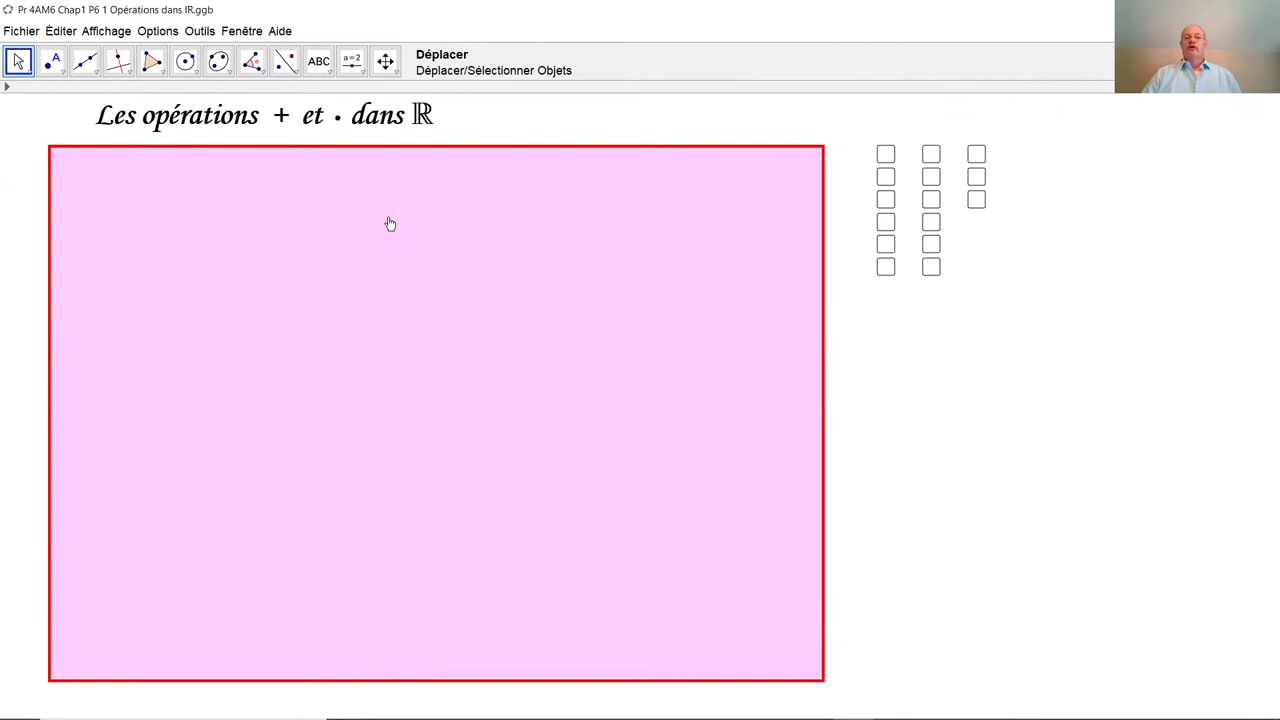 Pr 4AM6 Chap1 P6 1 Opérations dans IR.ggb
Fichier Éditer Affichage Options Outils Fenêtre Aide
A ABC a=2
Déplacer
Déplacer/Sélectionner Objets
Les opérations + et · dans ℝ